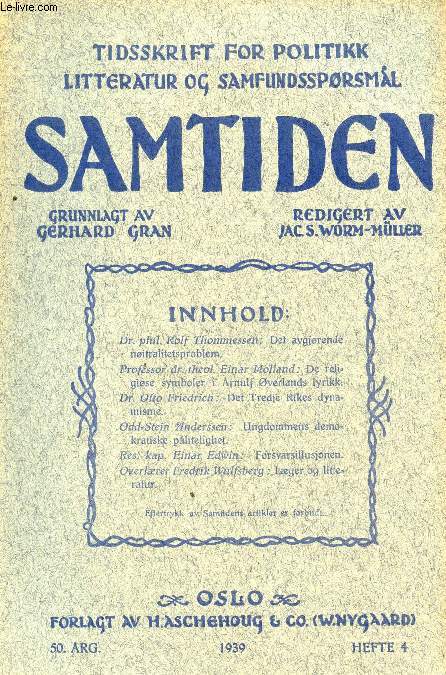 Le-livre.com
TIDSSKRIFT FOR POLITIKK
LITTERATUR OG SAMFUNDSSPØRSMÅL
SAMTIDEN
GRUNNLAGT AV
GERHARD GRAN
REDIGERT AV
JAC. S. WORM-MÜLLER
INNHOLD:
Dr. phil. Rolf Thommessen: Det avgjørende
nøitralitetsproblem.
Professor dr. theol. Einar Molland: De reli-
giøse symboler i Arnulf Øverlands lyrikk.
Dr. Otto Friedrich: Det Tredje Rikes dyna-
misme.
Odd-Stein Anderssen: Ungdommens demo-
kratiske pålitelighet.
Res. kap. Einar Edwin: Forsvarsillusjonen.
Overlærer Fredrik Wulfsberg: Læger og litte-
ratur.
Eftertrykk av Samtidens artikler er forbudt.
OSLO
FORLAGT AV H. ASCHEHOUG & CO. (W. NYGAARD)
50. ÅRG.
1939
HEFTE 4